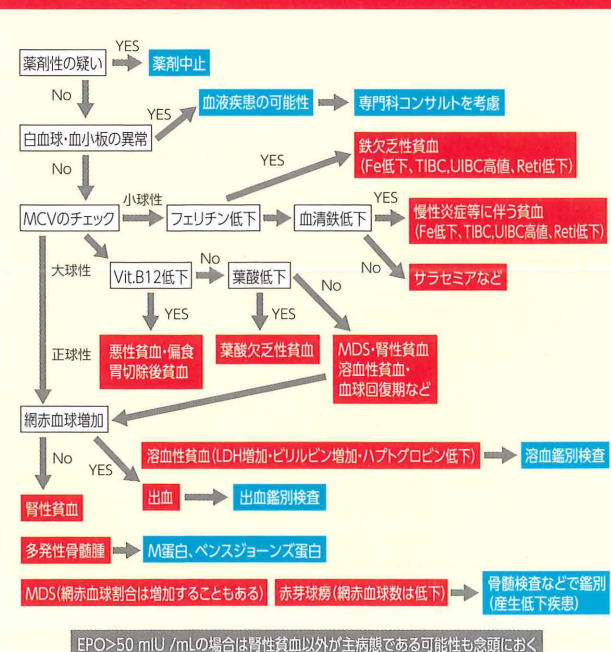 YES
薬剤性の疑い
薬剤中止
No
YES
血液疾患の可能性
専門科コンサルトを考慮
白血球・血小板の異常
No
YES
鉄欠乏性貧血
(Fe低下、TIBC,UIBC高値、Reti低下)
小球性
MCVのチェック
フェリチン低下
血清鉄低下
YES
慢性炎症等に伴う貧血
(Fe低下、TIBC,UIBC高値、Reti低下)
No
サラセミアなど
大球性
Vit.B12低下
No
葉酸低下
No
YES
YES
正球性
悪性貧血・偏食
胃切除後貧血
葉酸欠乏性貧血
MDS・腎性貧血
溶血性貧血・
血球回復期など
網赤血球増加
No
YES
溶血性貧血(LDH増加・ビリルビン増加・ハプトグロビン低下)
溶血鑑別検査
出血
出血鑑別検査
腎性貧血
多発性骨髄腫
M蛋白、ベンスジョーンズ蛋白
MDS(網赤血球割合は増加することもある)
赤芽球癆(網赤血球数は低下)
骨髄検査などで鑑別
(産生低下疾患)
EPO>50 mIU /mLの場合は腎性貧血以外が主病態である可能性も念頭におく